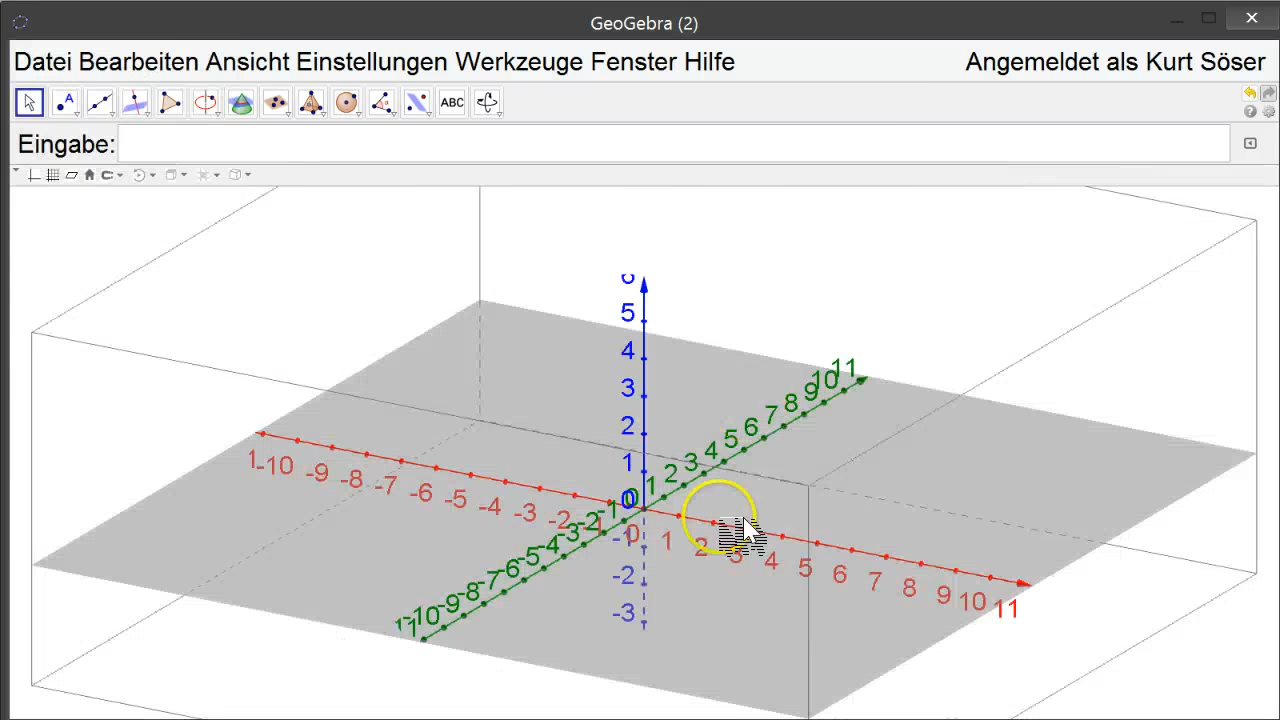 GeoGebra (2)
Datei Bearbeiten Ansicht Einstellungen Werkzeuge Fenster Hilfe
Angemeldet als Kurt Söser
A
ABC
Eingabe:
5
4
3
2
1
0
-1
-2
-3
-10 -9 -8 -7 -6 -5 -4 -3 -2 -1 0 1 2 3 4 5 6 7 8 9 10 11
-10 -9 -8 -7 -6 -5 -4 -3 -2 -1 0 1 2 3 4 5 6 7 8 9 10 11